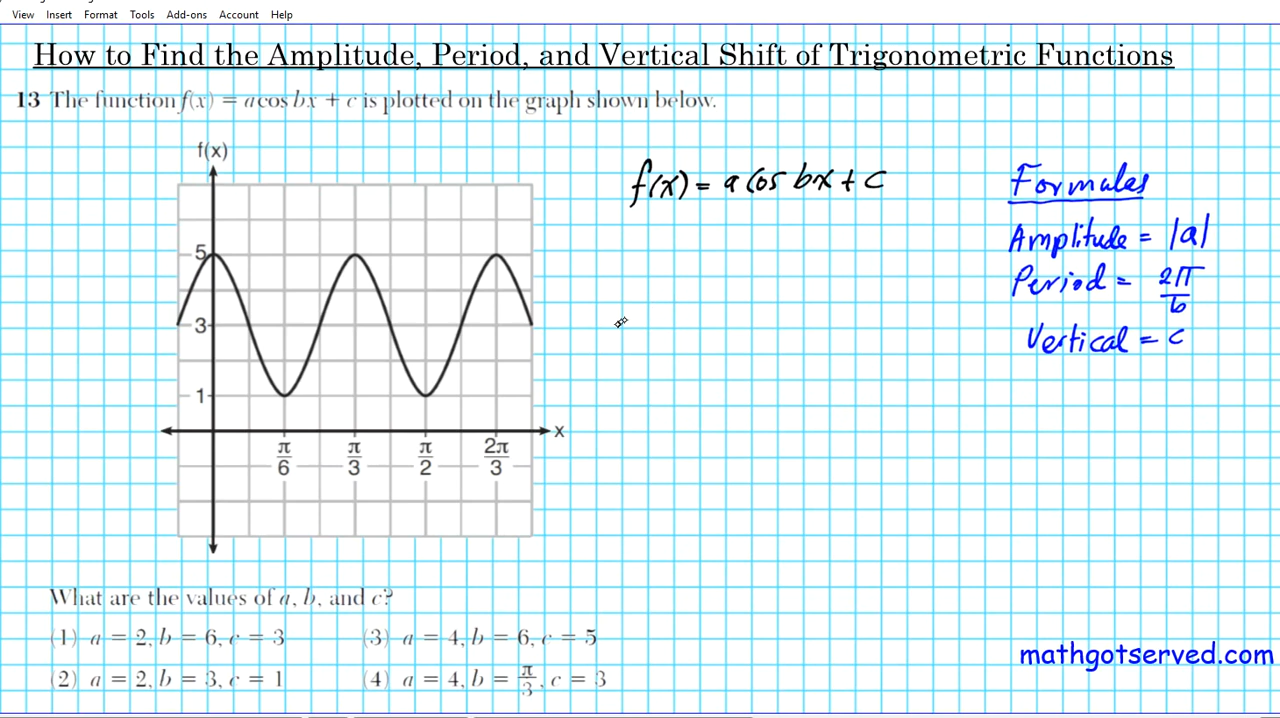 View Insert Format Tools Add-ons Account Help
How to Find the Amplitude, Period, and Vertical Shift of Trigonometric Functions
13 The function f(x) = a cos bx + c is plotted on the graph shown below.
f(x)
5
3
1
x
π/6 π/3 π/2 2π/3
f(x) = a cos bx + c
Formulas
Amplitude = |a|
Period = 2π/b
Vertical = c
What are the values of a, b, and c?
(1) a = 2, b = 6, c = 3 (3) a = 4, b = 6, c = 5
(2) a = 2, b = 3, c = 1 (4) a = 4, b = π/3, c = 3
mathgotserved.com